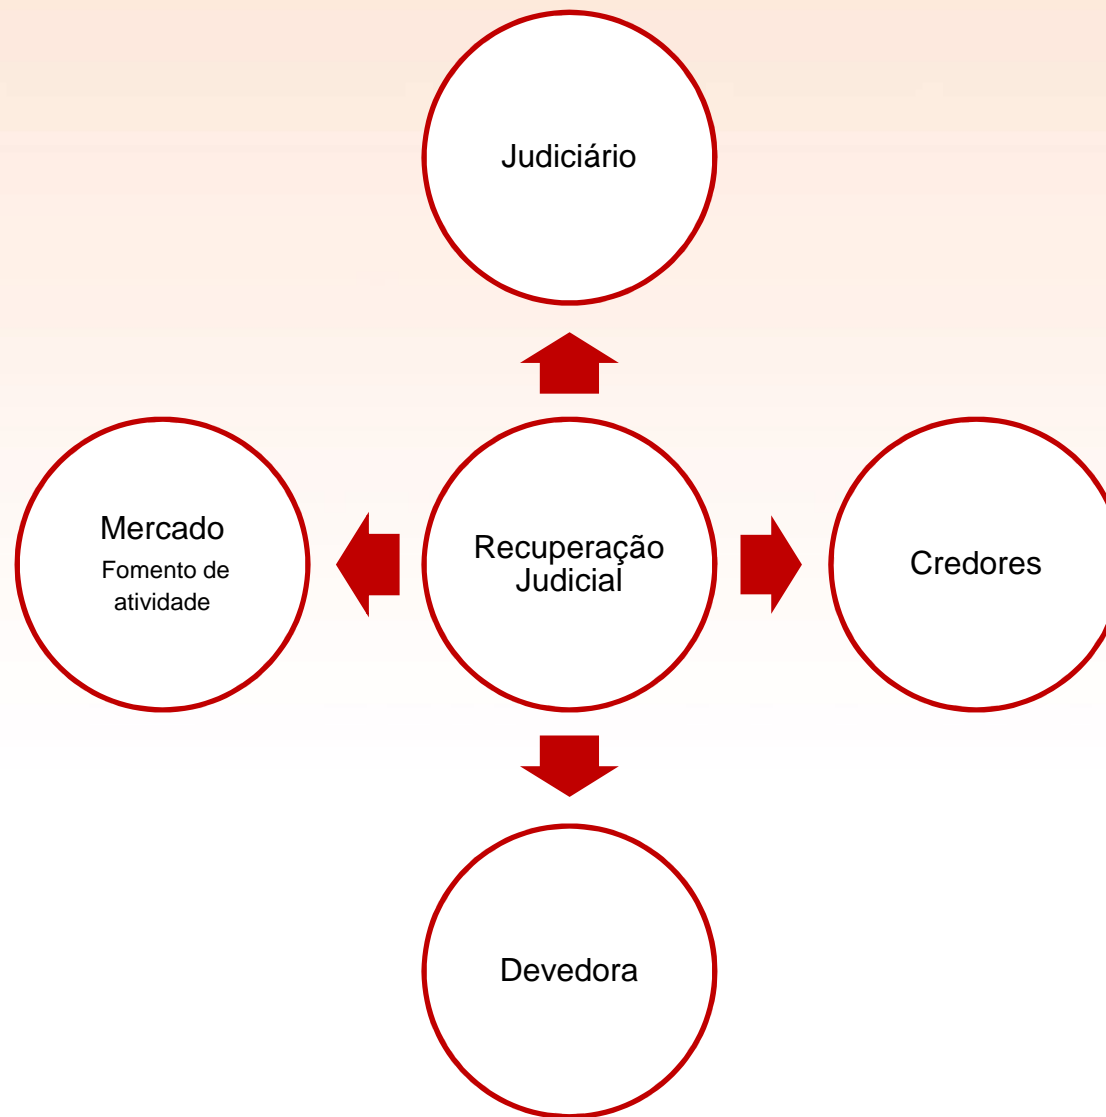 Judiciário
Mercado
Fomento de
atividade
Recuperação
Judicial
Credores
Devedora